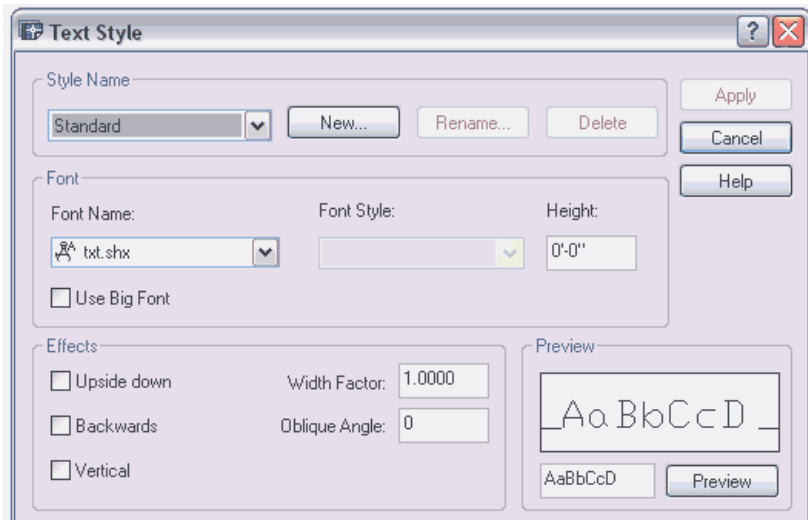 Text Style
Style Name
Standard
New...
Rename...
Delete
Apply
Cancel
Help
Font
Font Name:
Font Style:
Height:
txt.shx
0'-0"
Use Big Font
Effects
Upside down
Width Factor:
1.0000
Backwards
Oblique Angle:
0
Vertical
Preview
AaBbCcD
AaBbCcD
Preview